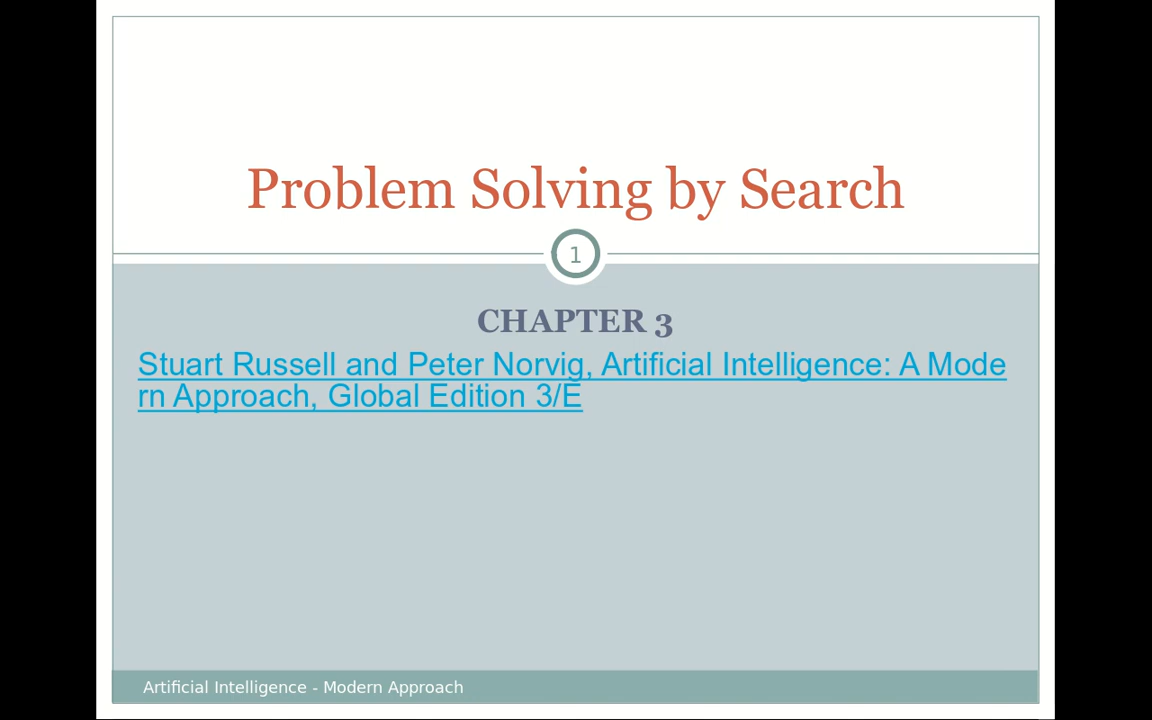 Problem Solving by Search
1
CHAPTER 3
Stuart Russell and Peter Norvig, Artificial Intelligence: A Mode
rn Approach, Global Edition 3/E
Artificial Intelligence - Modern Approach